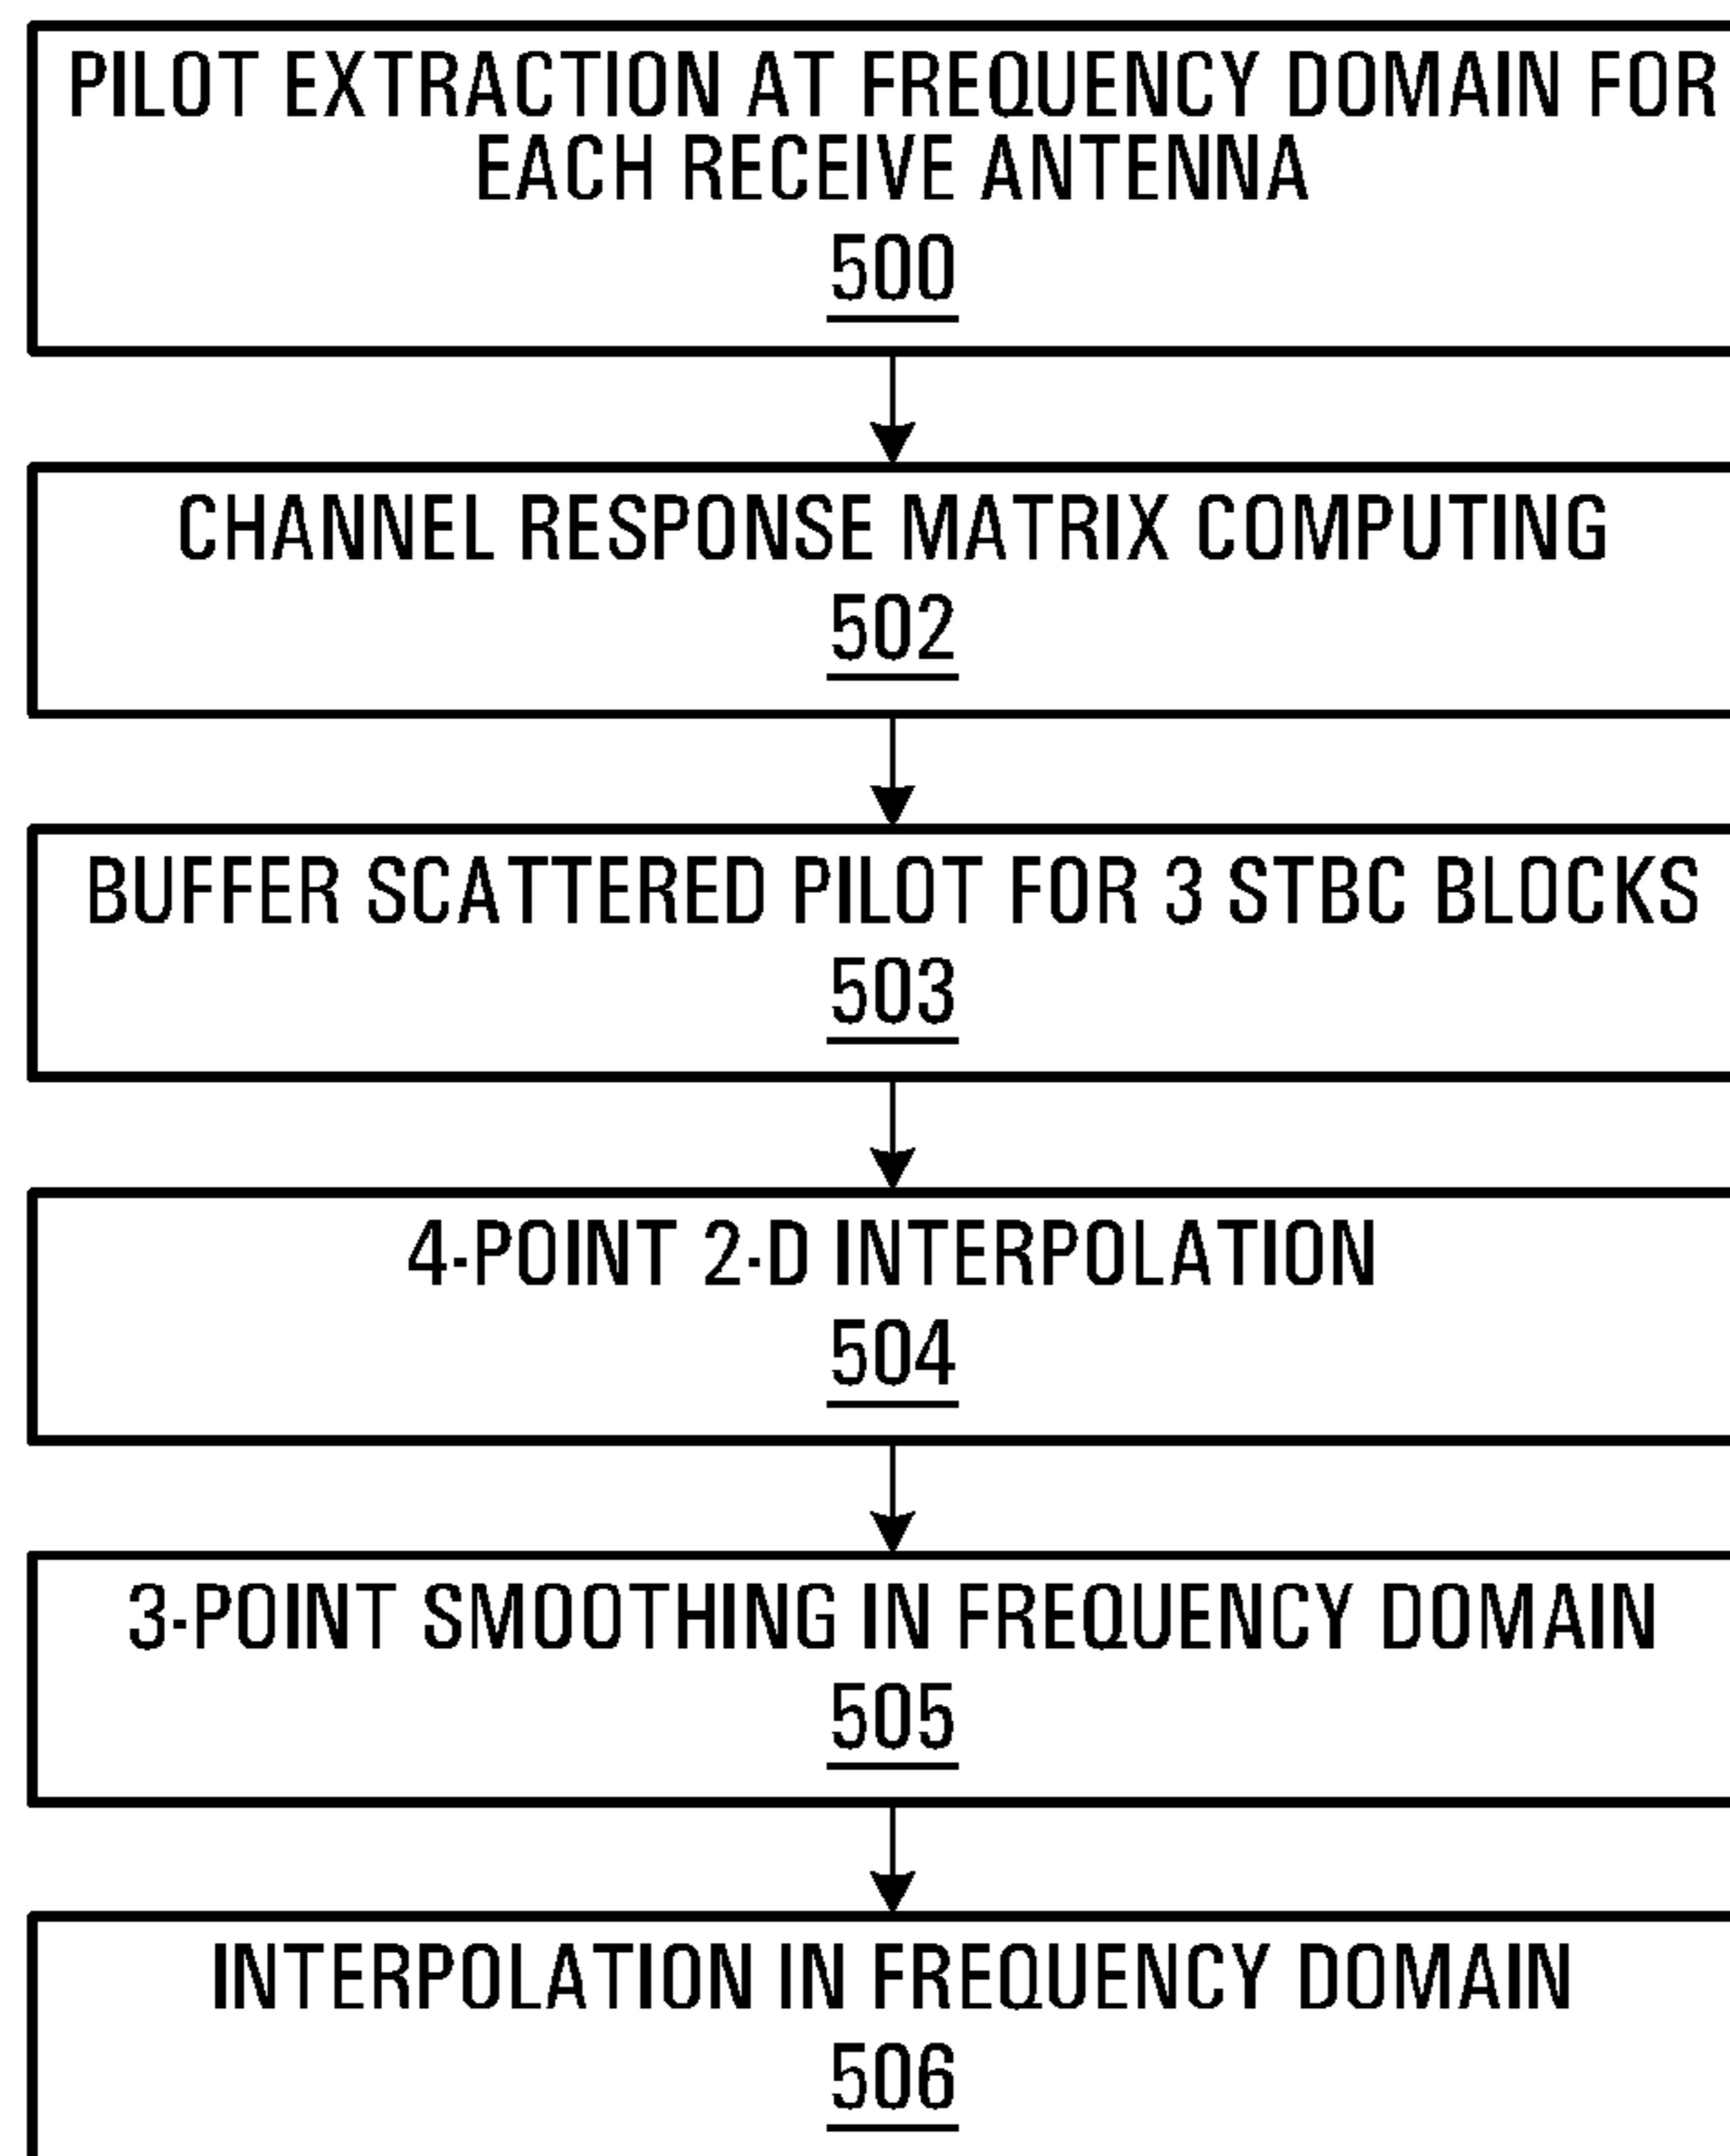 PILOT EXTRACTION AT FREQUENCY DOMAIN FOR
EACH RECEIVE ANTENNA
500
CHANNEL RESPONSE MATRIX COMPUTING
502
BUFFER SCATTERED PILOT FOR 3 STBC BLOCKS
503
4-POINT 2-D INTERPOLATION
504
3-POINT SMOOTHING IN FREQUENCY DOMAIN
505
INTERPOLATION IN FREQUENCY DOMAIN
506